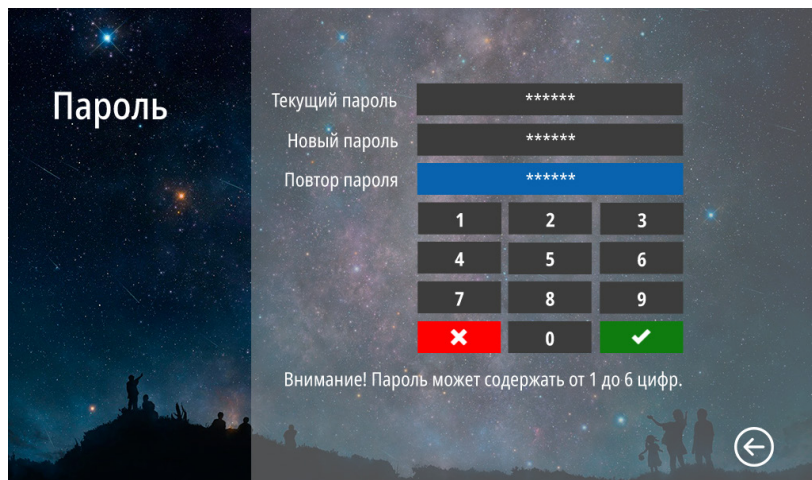 Пароль
Текущий пароль ******
Новый пароль ******
Повтор пароля ******
1 2 3
4 5 6
7 8 9
0
Внимание! Пароль может содержать от 1 до 6 цифр.